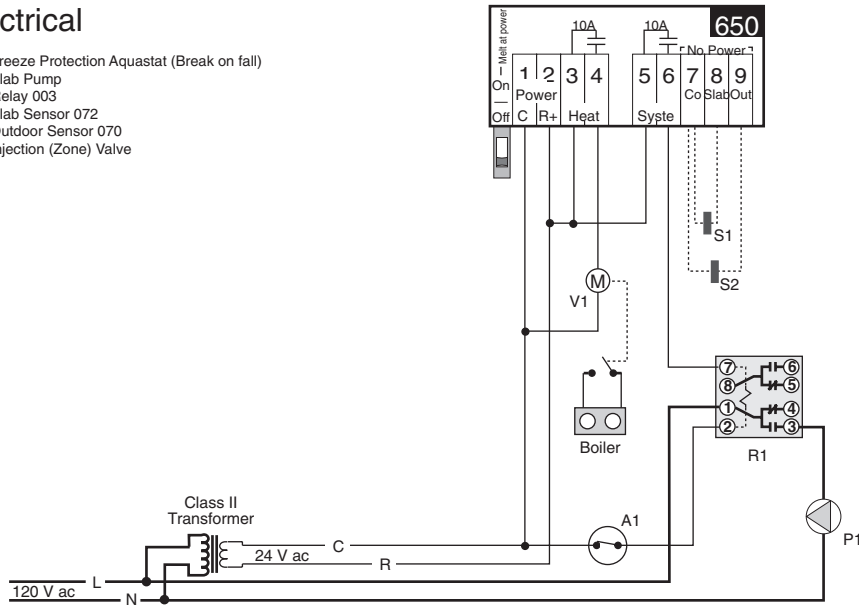 ctrical
reeze Protection Aquastat (Break on fall)
lab Pump
elay 003
lab Sensor 072
utdoor Sensor 070
njection (Zone) Valve
650
10A
10A
No Power
Melt at power
On
Off
1 2 3 4 5 6 7 8 9
Power
Co Slab Out
C R+ Heat Syste
S1
S2
M
V1
Boiler
7 6
8 5
1 4
2 3
R1
P1
A1
Class II
Transformer
C
24 V ac
R
L
120 V ac
N